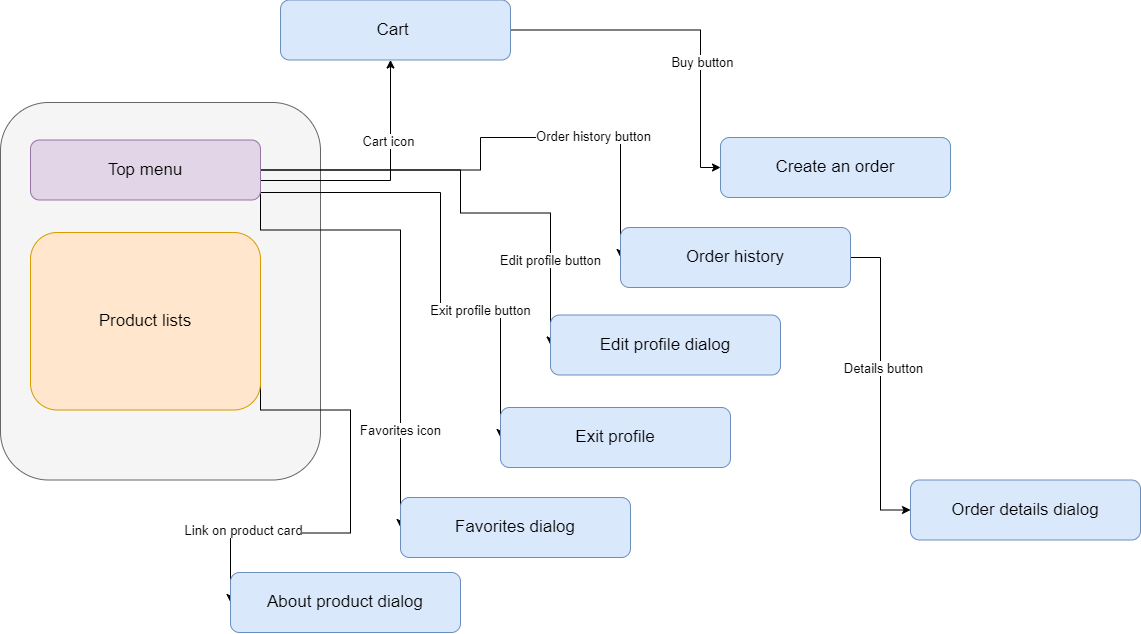 Cart
Buy button
Cart icon
Order history button
Top menu
Create an order
Order history
Edit profile button
Exit profile button
Product lists
Edit profile dialog
Details button
Favorites icon
Exit profile
Order details dialog
Favorites dialog
Link on product card
About product dialog